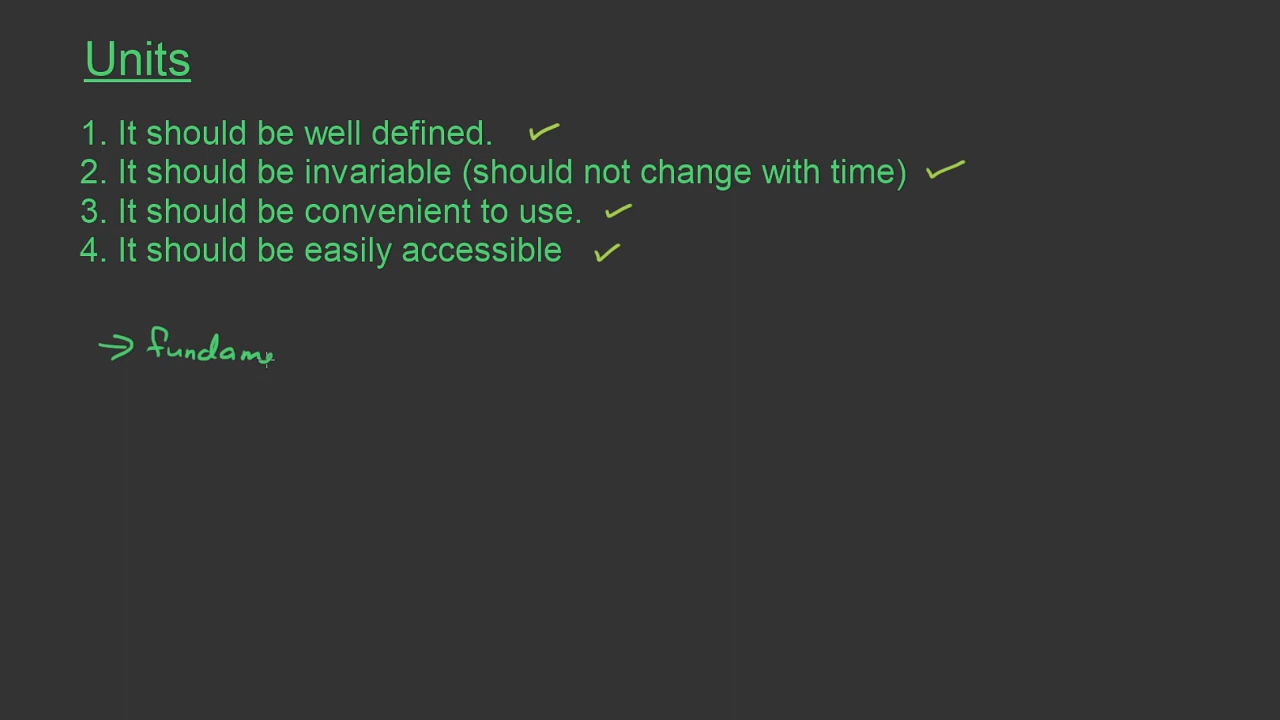 Units
1. It should be well defined.
2. It should be invariable (should not change with time)
3. It should be convenient to use.
4. It should be easily accessible
→ fundame